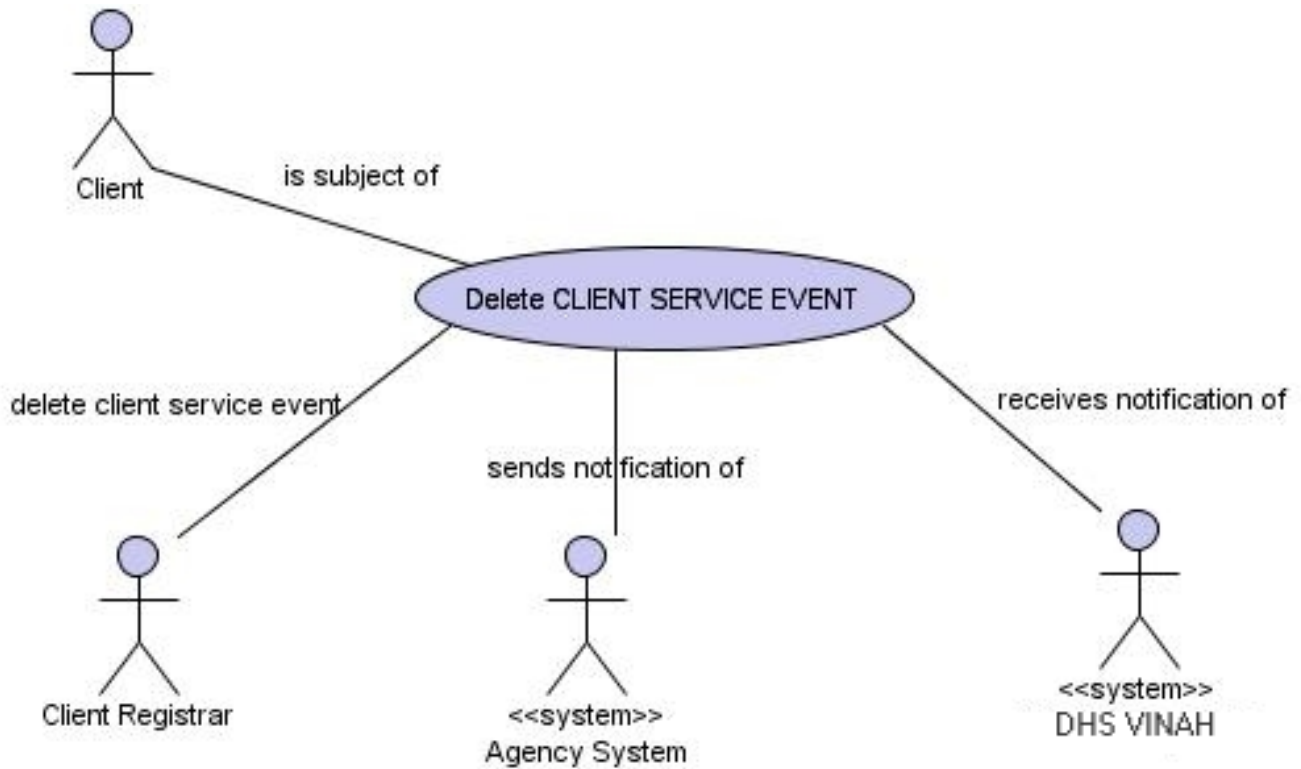 Client
is subject of
Delete CLIENT SERVICE EVENT
delete client service event
receives notification of
sends notification of
Client Registrar
<<system>>
Agency System
<<system>>
DHS VINAH